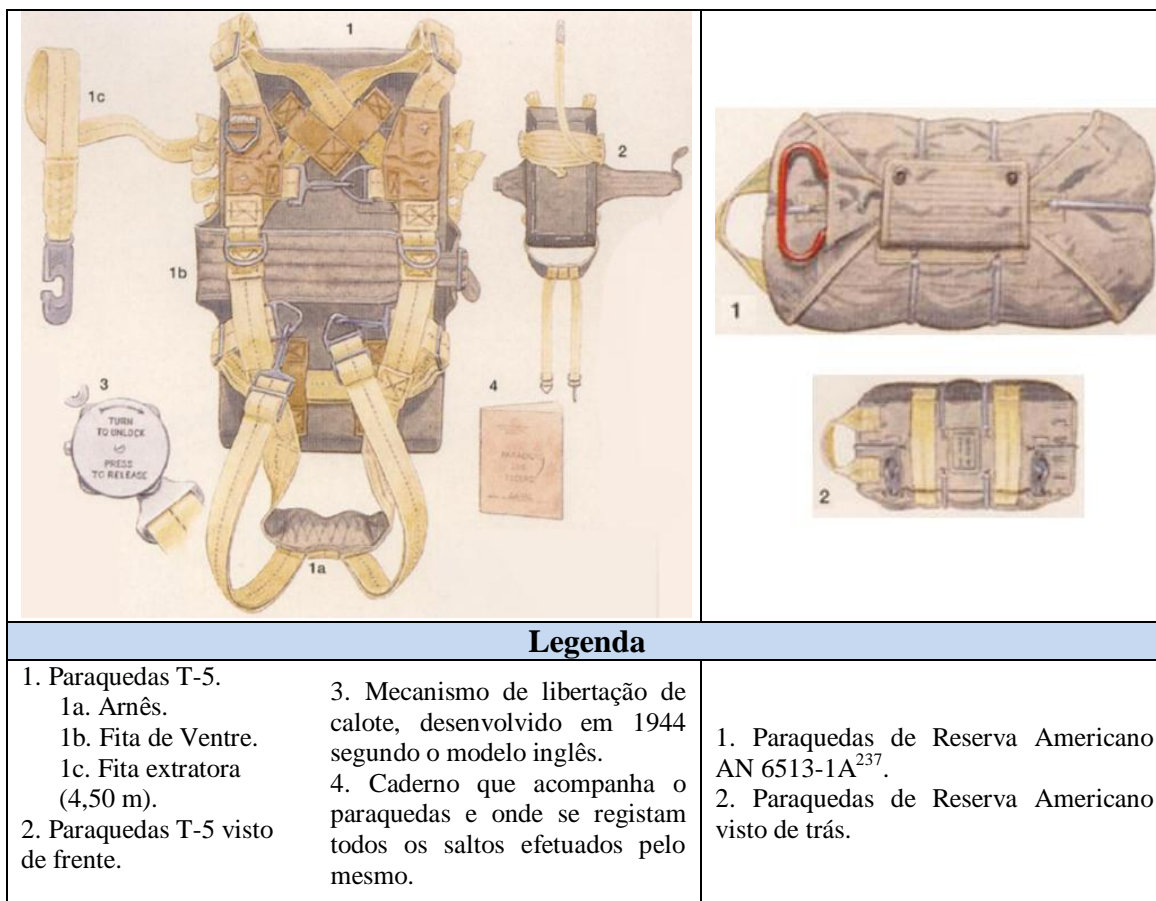 1
1c
2
1b
3
TURN
TO UNLOCK
PRESS
TO RELEASE
4
1a
1
2
Legenda
1. Paraquedas T-5.
1a. Arnês.
1b. Fita de Ventre.
1c. Fita extratora
(4,50 m).
2. Paraquedas T-5 visto
de frente.
3. Mecanismo de libertação de
calote, desenvolvido em 1944
segundo o modelo inglês.
4. Caderno que acompanha o
paraquedas e onde se registam
todos os saltos efetuados pelo
mesmo.
1. Paraquedas de Reserva Americano
AN 6513-1A²³⁷.
2. Paraquedas de Reserva Americano
visto de trás.